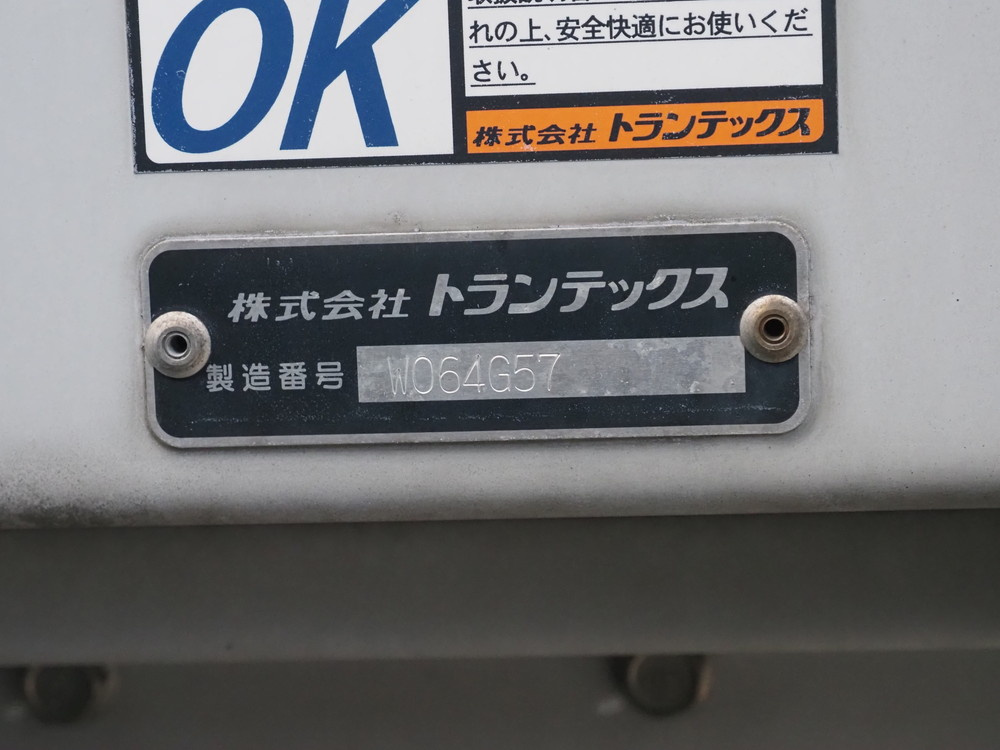 OK
れの上、安全快適にお使いくだ
さい。
株式会社 トランテックス
株式会社 トランテックス
製造番号 W064G57